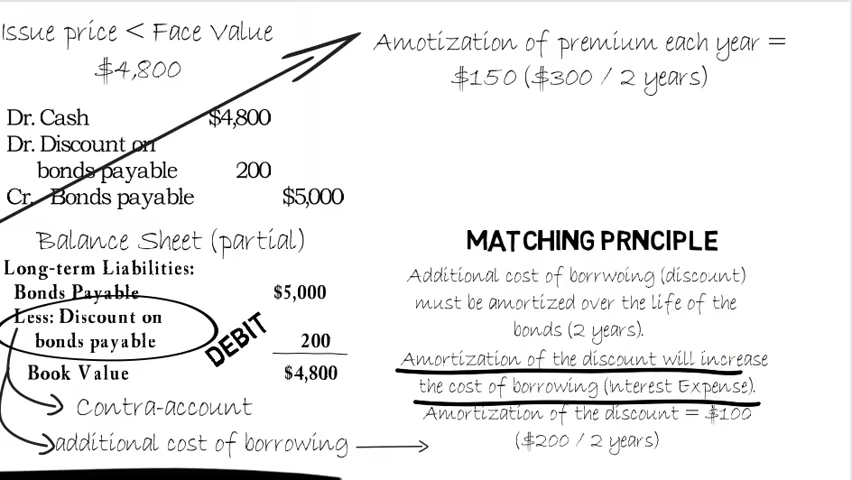 Issue price < Face Value
$4,800
Dr. Cash $4,800
Dr. Discount on
bonds payable 200
Cr. Bonds payable $5,000
Balance Sheet (partial)
Long-term Liabilities:
Bonds Payable $5,000
Less: Discount on
bonds payable 200
DEBIT
Book Value $4,800
Contra-account
additional cost of borrowing
Amotization of premium each year =
$150 ($300 / 2 years)
MATCHING PRNCIPLE
Additional cost of borrwoing (discount)
must be amortized over the life of the
bonds (2 years).
Amortization of the discount will increase
the cost of borrowing (Interest Expense).
Amortization of the discount = $100
($200 / 2 years)